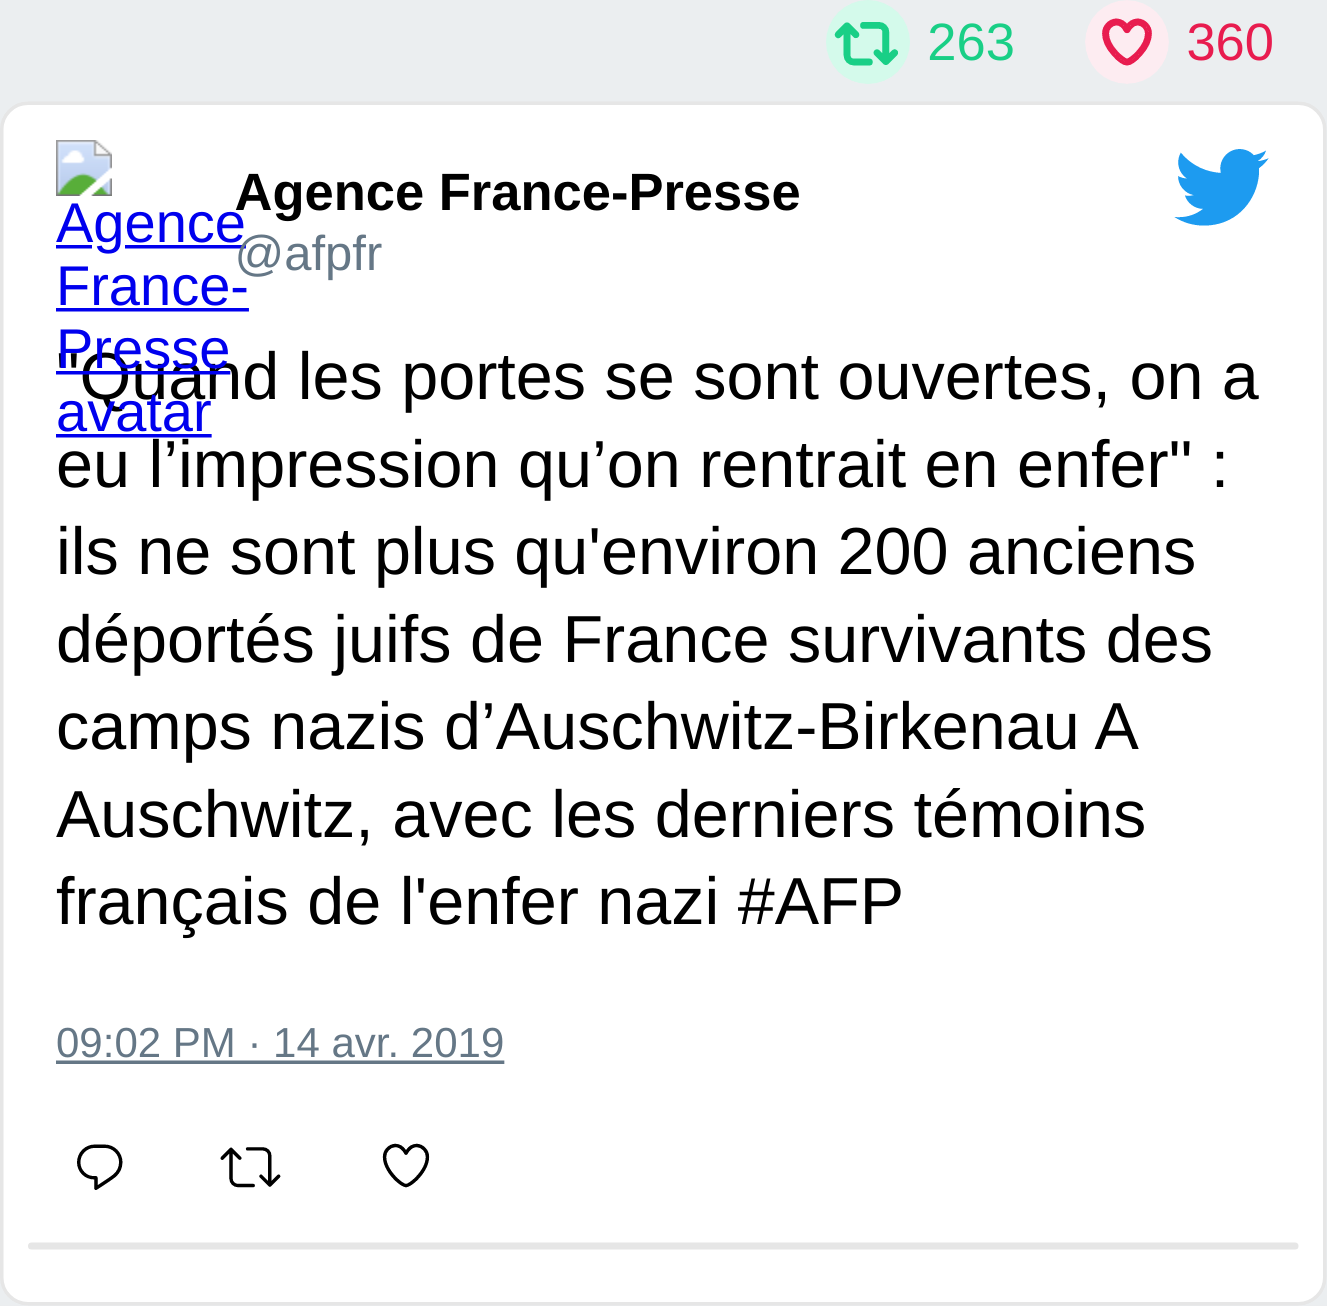 263 360
Agence France-Presse
@afpfr
Agence
France-
Presse
avatar
"Quand les portes se sont ouvertes, on a
eu l’impression qu’on rentrait en enfer" :
ils ne sont plus qu'environ 200 anciens
déportés juifs de France survivants des
camps nazis d’Auschwitz-Birkenau A
Auschwitz, avec les derniers témoins
français de l'enfer nazi #AFP
09:02 PM · 14 avr. 2019